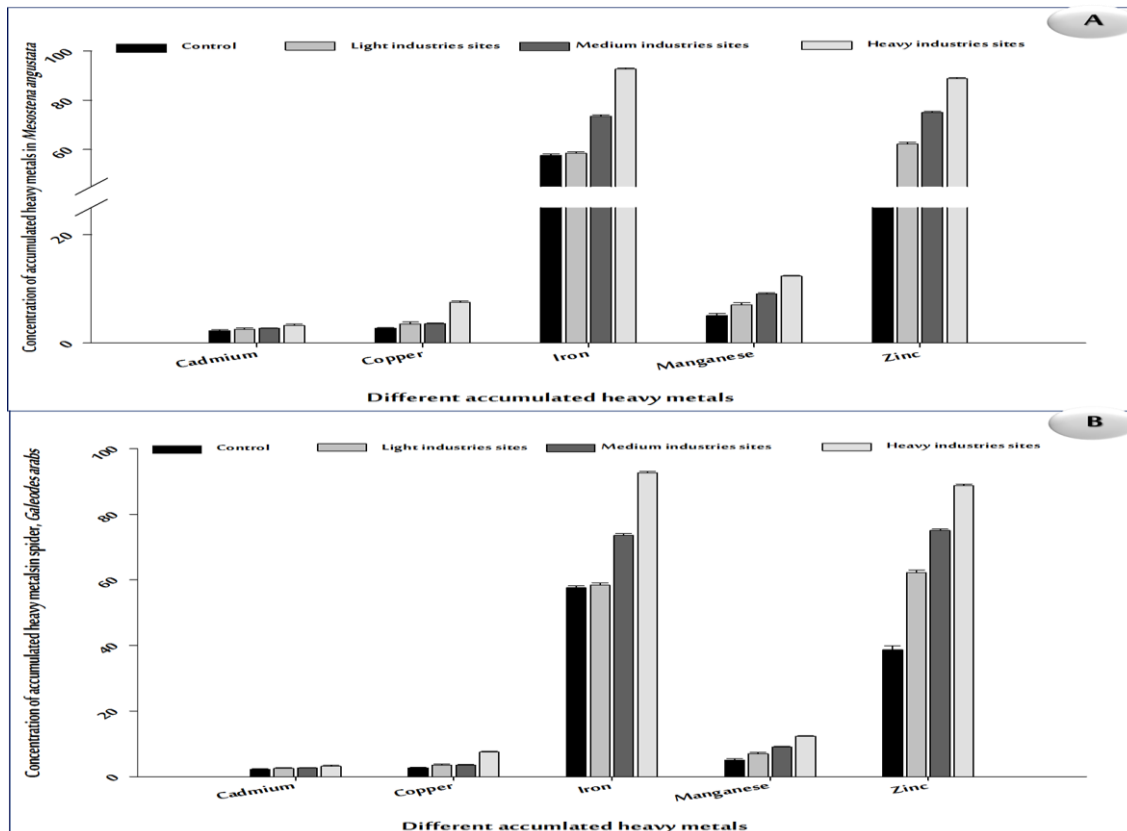 A
Control
Light industries sites
Medium industries sites
Heavy industries sites
Concentration of accumulated heavy metals in Mesostena angustata
100
80
60
20
0
Cadmium
Copper
Iron
Manganese
Zinc
Different accumulated heavy metals
B
Control
Light industries sites
Medium industries sites
Heavy industries sites
Concentration of accumulated heavy metalsin spider, Galeodes arabs
100
80
60
40
20
0
Cadmium
Copper
Iron
Manganese
Zinc
Different accumlated heavy metals